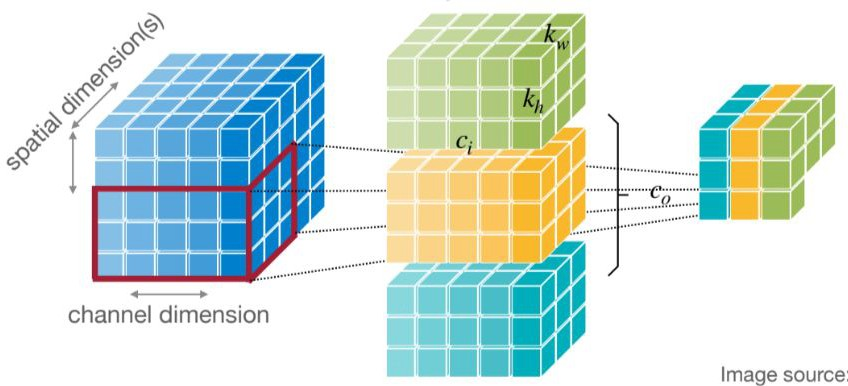 spatial dimension(s)
channel dimension
k_w
k_h
c_i
c_o
Image source: